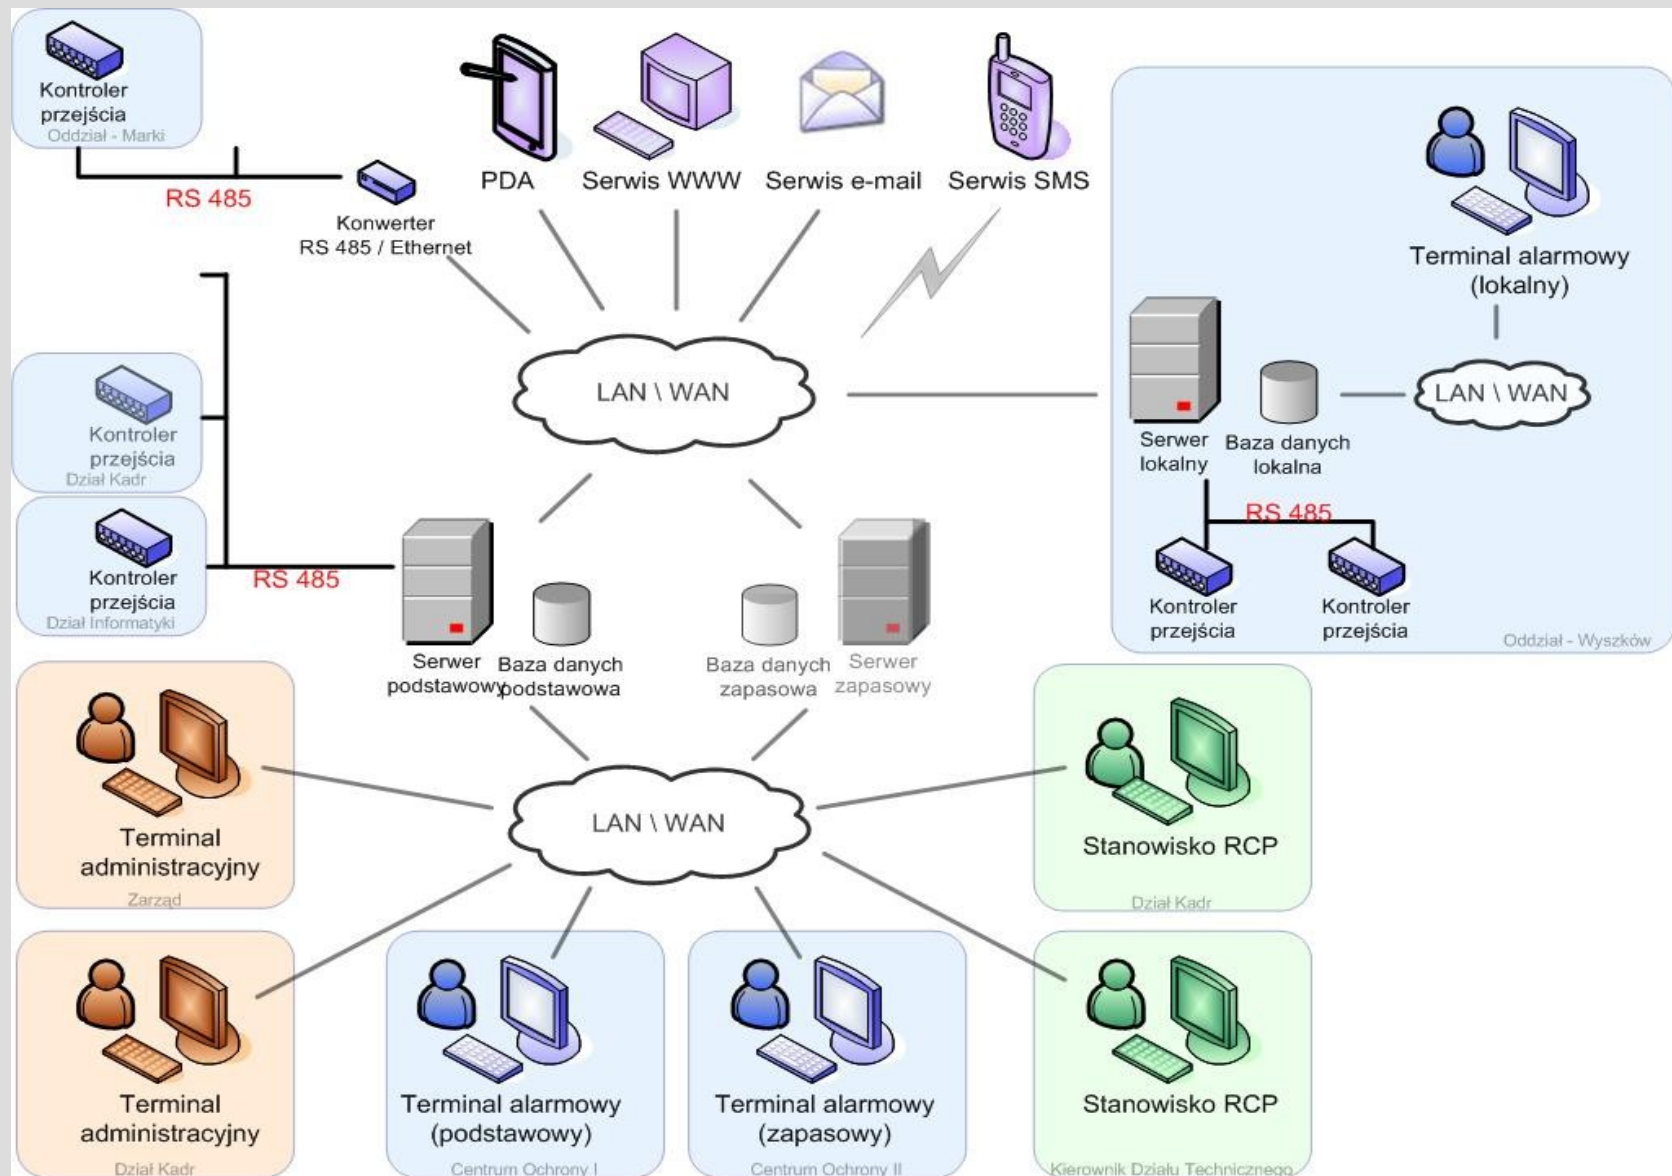 Kontroler
przejścia
Oddział - Marki
RS 485
Konwerter
RS 485 / Ethernet
PDA
Serwis WWW
Serwis e-mail
Serwis SMS
LAN \ WAN
Terminal alarmowy
(lokalny)
Serwer
lokalny
Baza danych
lokalna
LAN \ WAN
RS 485
Kontroler
przejścia
Kontroler
przejścia
Oddział - Wyszków
Kontroler
przejścia
Dział Kadr
Kontroler
przejścia
Dział Informatyki
RS 485
Serwer
podstawowy
Baza danych
podstawowa
Baza danych
zapasowa
Serwer
zapasowy
Terminal
administracyjny
Zarząd
LAN \ WAN
Stanowisko RCP
Dział Kadr
Terminal
administracyjny
Dział Kadr
Terminal alarmowy
(podstawowy)
Centrum Ochrony I
Terminal alarmowy
(zapasowy)
Centrum Ochrony II
Stanowisko RCP
Kierownik Działu Technicznego